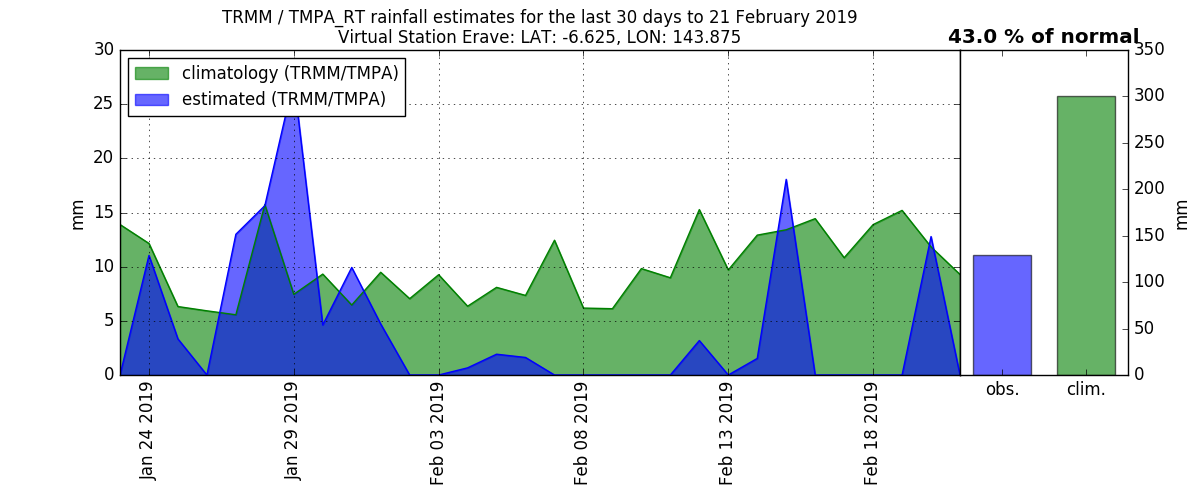 TRMM / TMPA_RT rainfall estimates for the last 30 days to 21 February 2019
Virtual Station Erave: LAT: -6.625, LON: 143.875
43.0 % of normal
climatology (TRMM/TMPA)
estimated (TRMM/TMPA)
30
25
20
15
10
5
0
mm
Jan 24 2019
Jan 29 2019
Feb 03 2019
Feb 08 2019
Feb 13 2019
Feb 18 2019
obs.
clim.
350
300
250
200
150
100
50
0
mm